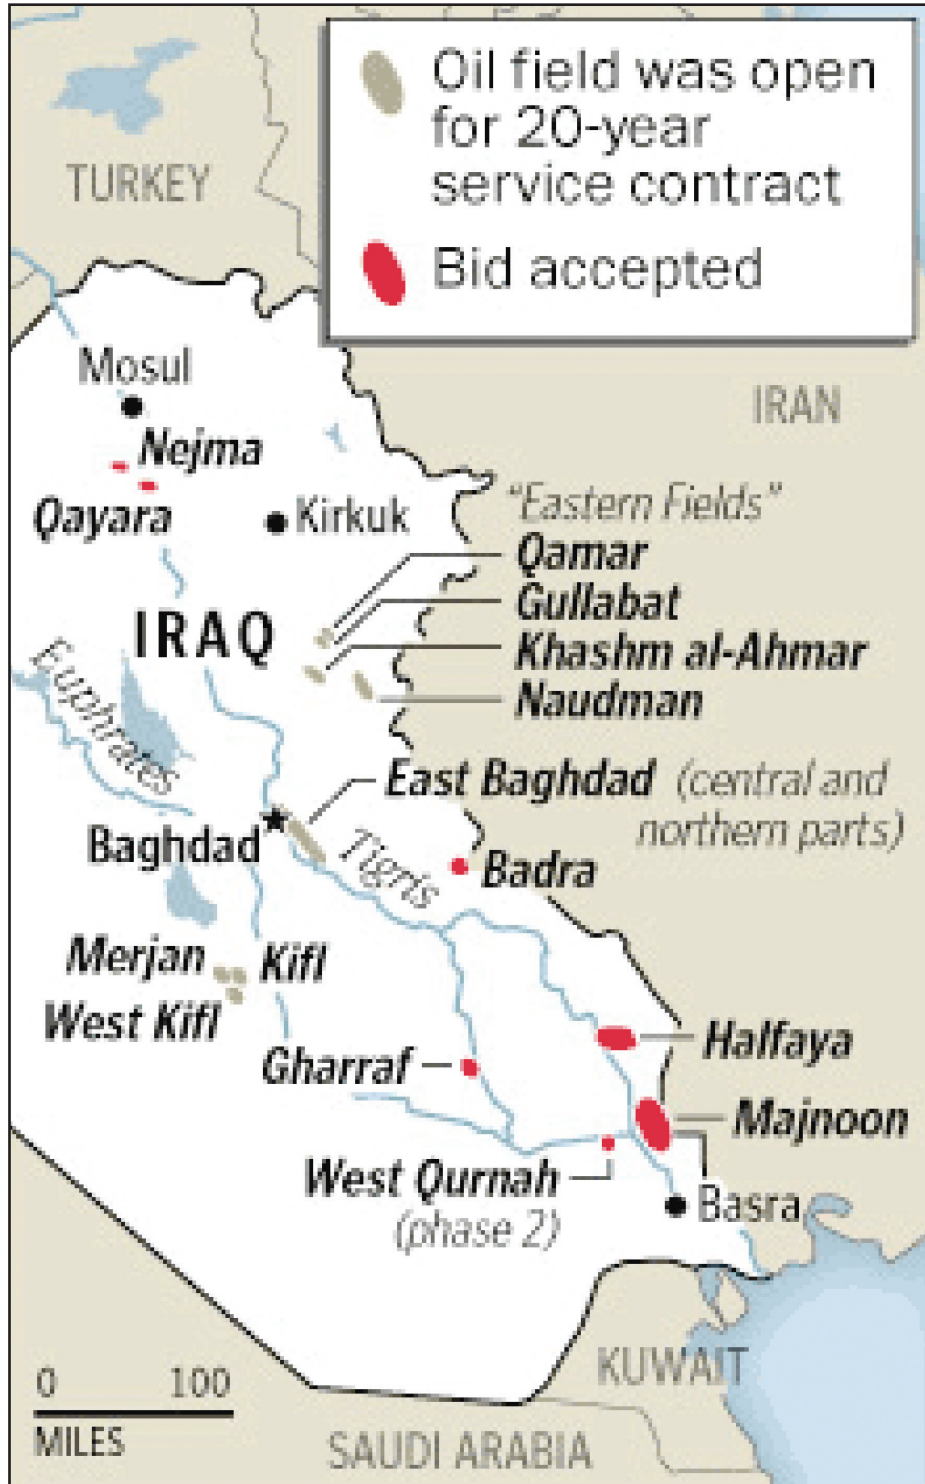 Oil field was open
for 20-year
service contract
Bid accepted
TURKEY
Mosul
IRAN
Nejma
Qayara
Kirkuk
"Eastern Fields"
Qamar
Gullabat
Khashm al-Ahmar
Naudman
IRAQ
Euphrates
East Baghdad (central and
northern parts)
Baghdad
Tigris
Badra
Merjan
Kifl
West Kifl
Halfaya
Gharraf
Majnoon
West Qurnah
(phase 2)
Basra
KUWAIT
0 100
MILES
SAUDI ARABIA